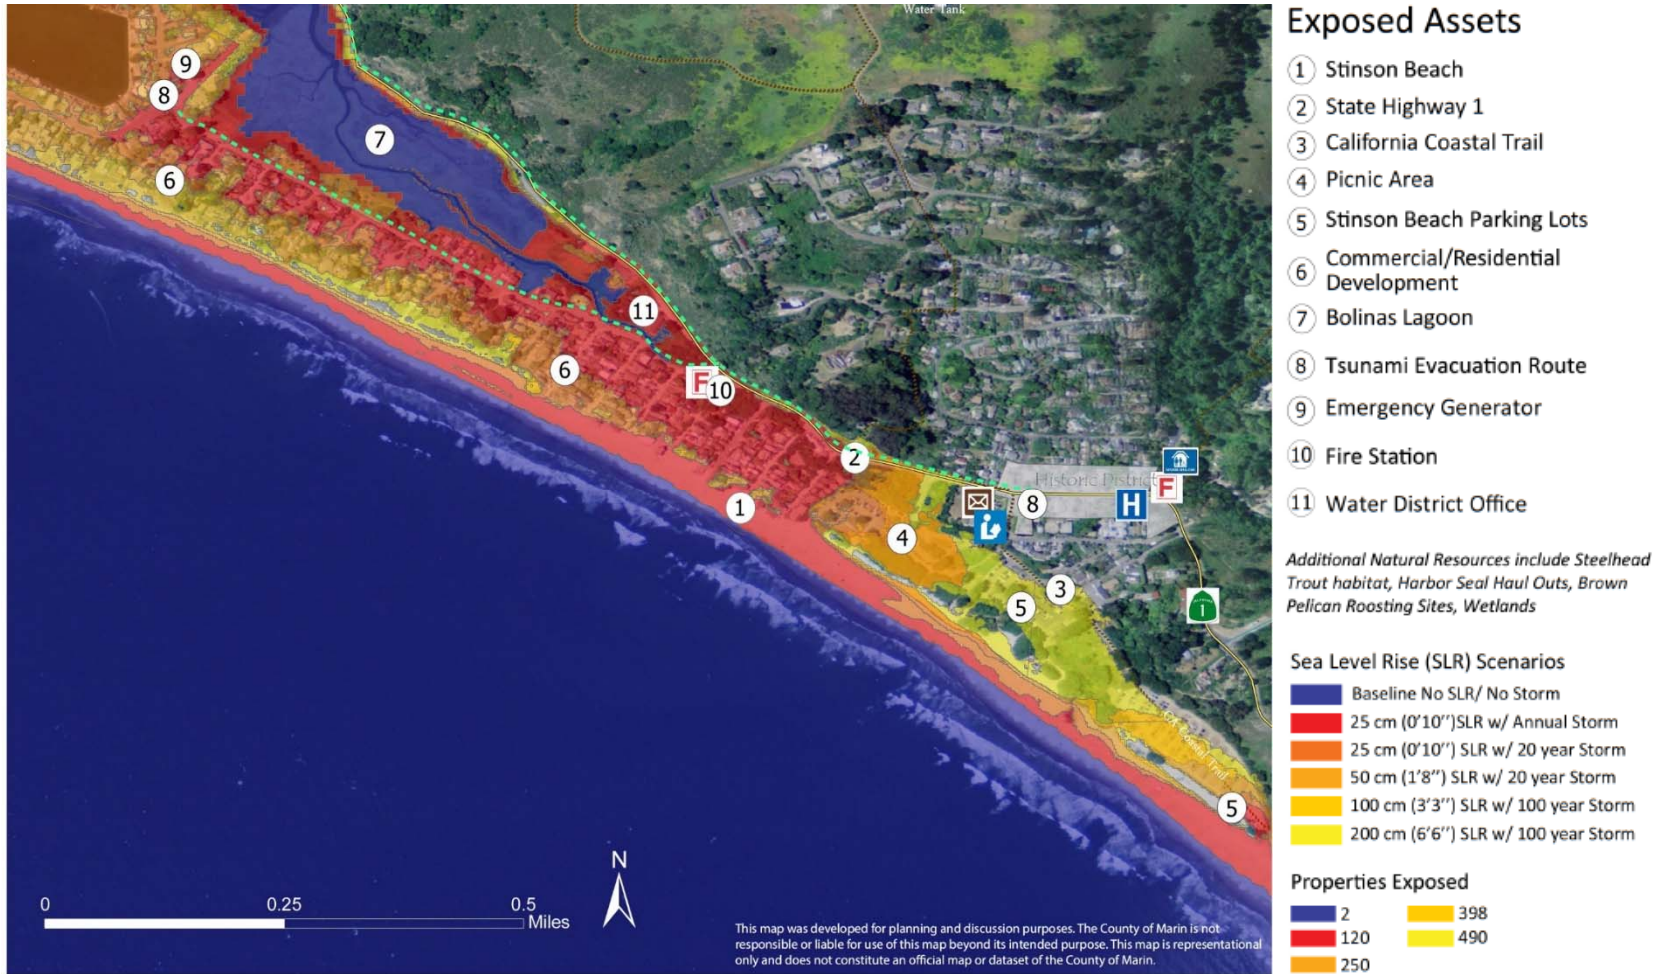 Water Tank
9
8
7
6
11
6
F
10
2
Historic District
F
8
H
1
4
3
5
1
CA Coastal Trail
5
N
0 0.25 0.5
Miles
This map was developed for planning and discussion purposes. The County of Marin is not
responsible or liable for use of this map beyond its intended purpose. This map is representational
only and does not constitute an official map or dataset of the County of Marin.
Exposed Assets
1 Stinson Beach
2 State Highway 1
3 California Coastal Trail
4 Picnic Area
5 Stinson Beach Parking Lots
6 Commercial/Residential
Development
7 Bolinas Lagoon
8 Tsunami Evacuation Route
9 Emergency Generator
10 Fire Station
11 Water District Office
Additional Natural Resources include Steelhead
Trout habitat, Harbor Seal Haul Outs, Brown
Pelican Roosting Sites, Wetlands
Sea Level Rise (SLR) Scenarios
Baseline No SLR/ No Storm
25 cm (0'10'')SLR w/ Annual Storm
25 cm (0'10'') SLR w/ 20 year Storm
50 cm (1'8'') SLR w/ 20 year Storm
100 cm (3'3'') SLR w/ 100 year Storm
200 cm (6'6'') SLR w/ 100 year Storm
Properties Exposed
2 398
120 490
250